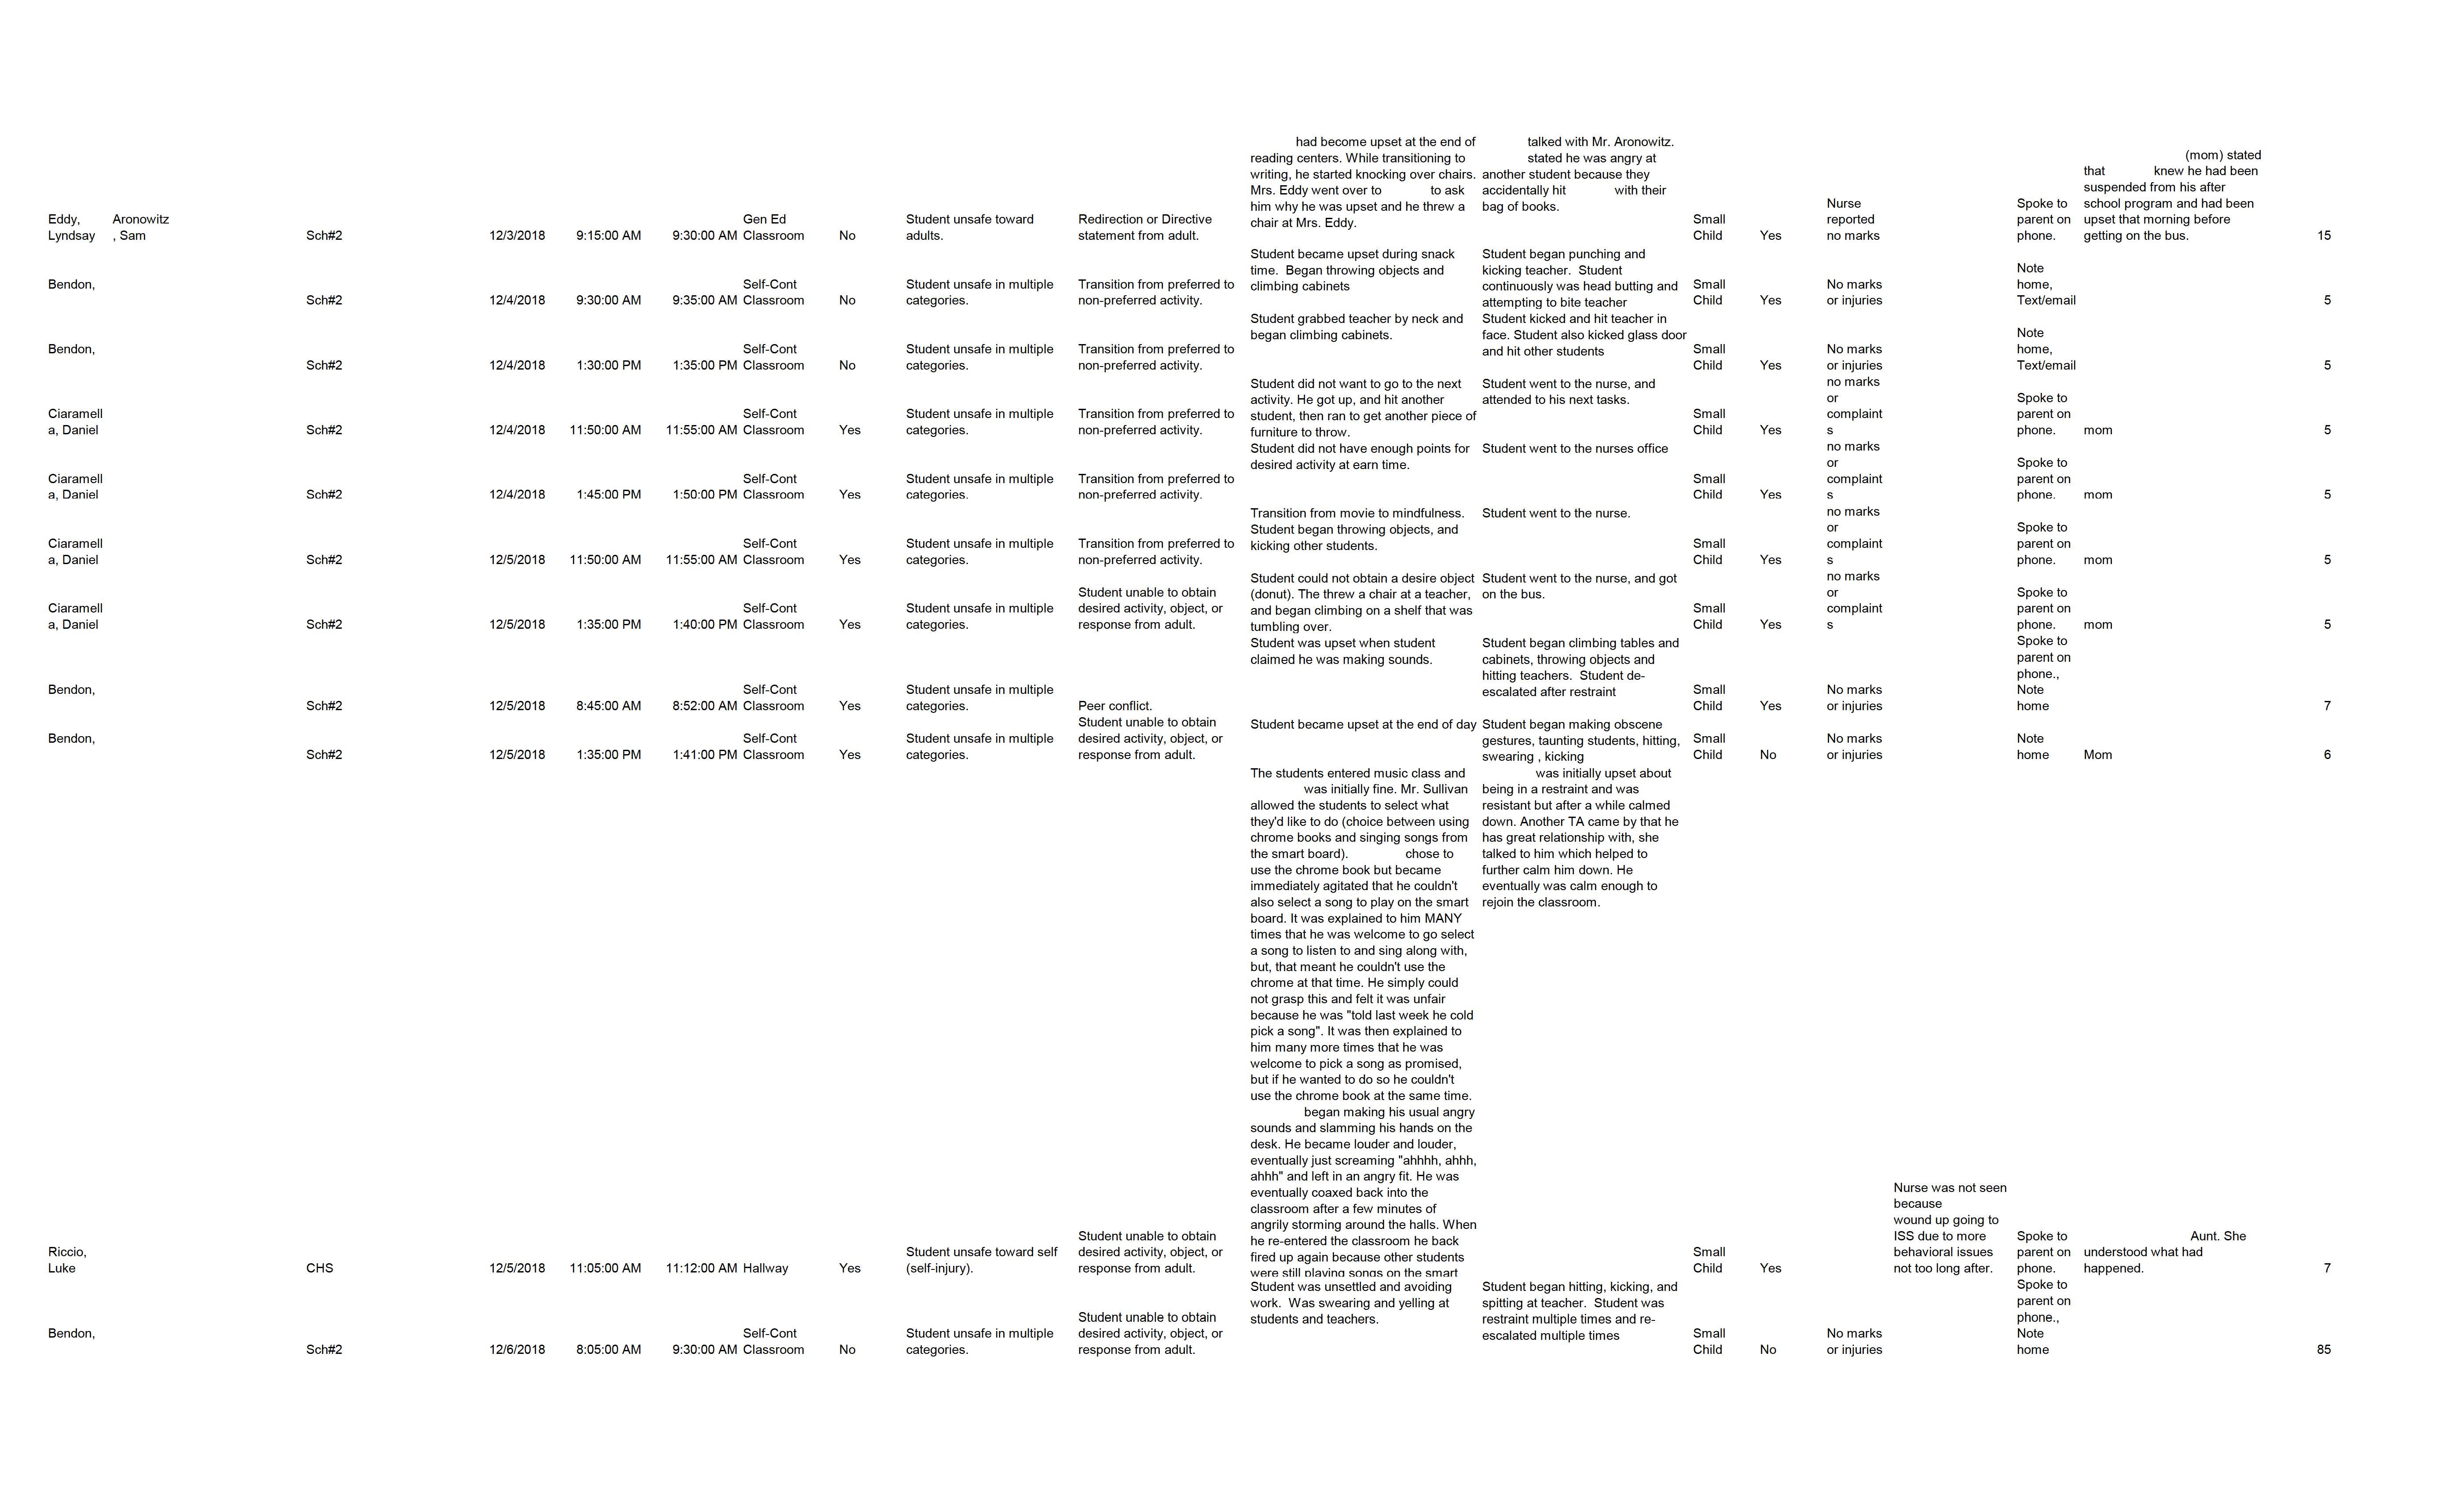 Eddy, Lyndsay
Aronowitz, Sam
Sch#2
12/3/2018
9:15:00 AM
9:30:00 AM
Gen Ed
Classroom
No
Student unsafe toward
adults.
Redirection or Directive
statement from adult.
had become upset at the end of
reading centers. While transitioning to
writing, he started knocking over chairs.
Mrs. Eddy went over to to ask
him why he was upset and he threw a
chair at Mrs. Eddy.
talked with Mr. Aronowitz.
stated he was angry at
another student because they
accidentally hit with their
bag of books.
Small
Child
Yes
Nurse
reported
no marks
Spoke to
parent on
phone.
(mom) stated
that knew he had been
suspended from his after
school program and had been
upset that morning before
getting on the bus.
15
Bendon,
Sch#2
12/4/2018
9:30:00 AM
9:35:00 AM
Self-Cont
Classroom
No
Student unsafe in multiple
categories.
Transition from preferred to
non-preferred activity.
Student became upset during snack
time.  Began throwing objects and
climbing cabinets
Student began punching and
kicking teacher.  Student
continuously was head butting and
attempting to bite teacher
Small
Child
Yes
No marks
or injuries
Note
home,
Text/email
5
Bendon,
Sch#2
12/4/2018
1:30:00 PM
1:35:00 PM
Self-Cont
Classroom
No
Student unsafe in multiple
categories.
Transition from preferred to
non-preferred activity.
Student grabbed teacher by neck and
began climbing cabinets.
Student kicked and hit teacher in
face. Student also kicked glass door
and hit other students
Small
Child
Yes
No marks
or injuries
Note
home,
Text/email
5
Ciaramell
a, Daniel
Sch#2
12/4/2018
11:50:00 AM
11:55:00 AM
Self-Cont
Classroom
Yes
Student unsafe in multiple
categories.
Transition from preferred to
non-preferred activity.
Student did not want to go to the next
activity. He got up, and hit another
student, then ran to get another piece of
furniture to throw.
Student went to the nurse, and
attended to his next tasks.
Small
Child
Yes
no marks
or
complaint
s
Spoke to
parent on
phone.
mom
5
Ciaramell
a, Daniel
Sch#2
12/4/2018
1:45:00 PM
1:50:00 PM
Self-Cont
Classroom
Yes
Student unsafe in multiple
categories.
Transition from preferred to
non-preferred activity.
Student did not have enough points for
desired activity at earn time.
Student went to the nurses office
Small
Child
Yes
no marks
or
complaint
s
Spoke to
parent on
phone.
mom
5
Ciaramell
a, Daniel
Sch#2
12/5/2018
11:50:00 AM
11:55:00 AM
Self-Cont
Classroom
Yes
Student unsafe in multiple
categories.
Transition from preferred to
non-preferred activity.
Transition from movie to mindfulness.
Student began throwing objects, and
kicking other students.
Student went to the nurse.
Small
Child
Yes
no marks
or
complaint
s
Spoke to
parent on
phone.
mom
5
Ciaramell
a, Daniel
Sch#2
12/5/2018
1:35:00 PM
1:40:00 PM
Self-Cont
Classroom
Yes
Student unsafe in multiple
categories.
Student unable to obtain
desired activity, object, or
response from adult.
Student could not obtain a desire object
(donut). The threw a chair at a teacher,
and began climbing on a shelf that was
tumbling over.
Student went to the nurse, and got
on the bus.
Small
Child
Yes
no marks
or
complaint
s
Spoke to
parent on
phone.
mom
5
Bendon,
Sch#2
12/5/2018
8:45:00 AM
8:52:00 AM
Self-Cont
Classroom
Yes
Student unsafe in multiple
categories.
Peer conflict.
Student was upset when student
claimed he was making sounds.
Student began climbing tables and
cabinets, throwing objects and
hitting teachers.  Student de-
escalated after restraint
Small
Child
Yes
No marks
or injuries
Spoke to
parent on
phone.,
Note
home
7
Bendon,
Sch#2
12/5/2018
1:35:00 PM
1:41:00 PM
Self-Cont
Classroom
Yes
Student unsafe in multiple
categories.
Student unable to obtain
desired activity, object, or
response from adult.
Student became upset at the end of day
Student began making obscene
gestures, taunting students, hitting,
swearing , kicking
Small
Child
No
No marks
or injuries
Note
home
Mom
6
Riccio,
Luke
CHS
12/5/2018
11:05:00 AM
11:12:00 AM
Hallway
Yes
Student unsafe toward self
(self-injury).
Student unable to obtain
desired activity, object, or
response from adult.
The students entered music class and
was initially fine. Mr. Sullivan
allowed the students to select what
they'd like to do (choice between using
chrome books and singing songs from
the smart board). chose to
use the chrome book but became
immediately agitated that he couldn't
also select a song to play on the smart
board. It was explained to him MANY
times that he was welcome to go select
a song to listen to and sing along with,
but, that meant he couldn't use the
chrome at that time. He simply could
not grasp this and felt it was unfair
because he was "told last week he cold
pick a song". It was then explained to
him many more times that he was
welcome to pick a song as promised,
but if he wanted to do so he couldn't
use the chrome book at the same time.
began making his usual angry
sounds and slamming his hands on the
desk. He became louder and louder,
eventually just screaming "ahhhh, ahhh,
ahhh" and left in an angry fit. He was
eventually coaxed back into the
classroom after a few minutes of
angrily storming around the halls. When
he re-entered the classroom he back
fired up again because other students
were still playing songs on the smart
was initially upset about
being in a restraint and was
resistant but after a while calmed
down. Another TA came by that he
has great relationship with, she
talked to him which helped to
further calm him down. He
eventually was calm enough to
rejoin the classroom.
Small
Child
Yes
Nurse was not seen
because
wound up going to
ISS due to more
behavioral issues
not too long after.
Spoke to
parent on
phone.
Aunt. She
understood what had
happened.
7
Bendon,
Sch#2
12/6/2018
8:05:00 AM
9:30:00 AM
Self-Cont
Classroom
No
Student unsafe in multiple
categories.
Student unable to obtain
desired activity, object, or
response from adult.
Student was unsettled and avoiding
work.  Was swearing and yelling at
students and teachers.
Student began hitting, kicking, and
spitting at teacher.  Student was
restraint multiple times and re-
escalated multiple times
Small
Child
No
No marks
or injuries
Spoke to
parent on
phone.,
Note
home
85